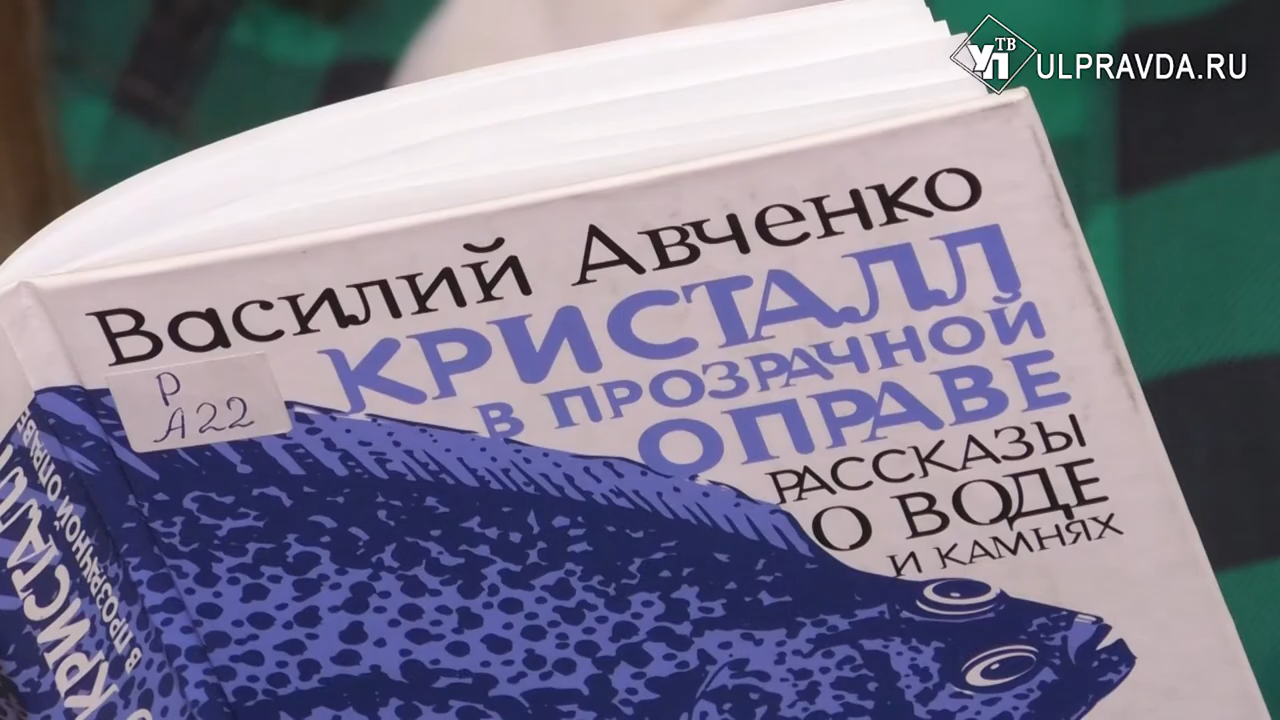 УП ТВ ULPRAVDA.RU
Василий Авченко
КРИСТАЛЛ
В ПРОЗРАЧНОЙ
ОПРАВЕ
РАССКАЗЫ
О ВОДЕ
И КАМНЯХ
Р
А22
КРИСТАЛЛ
В ПРОЗРАЧНОЙ ОПРАВЕ